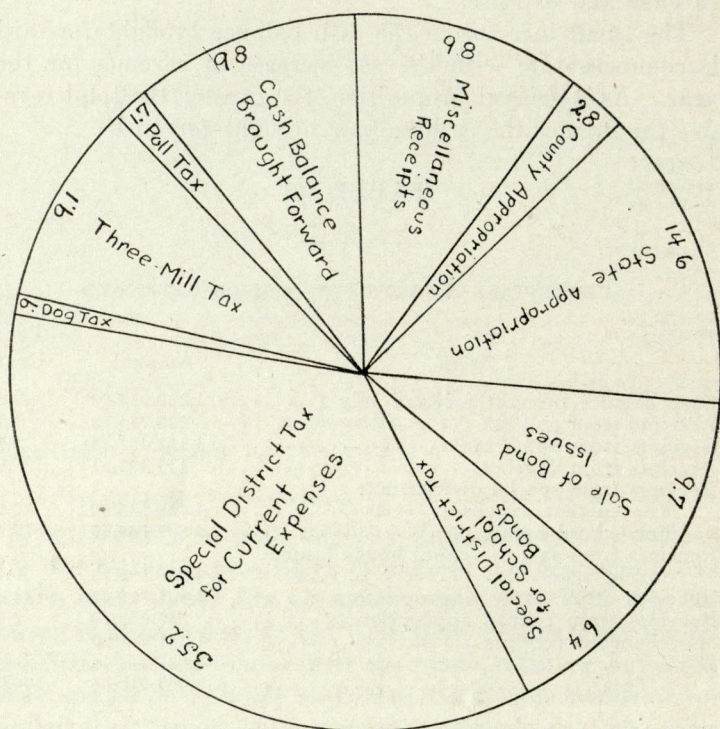 9.8
Cash Balance
Brought Forward
9 8
Miscellaneous
Receipts
2.8
County Appropriation
14 6
State Appropriation
9.7
Sale of Bond
Issues
6 4
Special District Tax
for School
Bonds
35.2
Special District Tax
for Current
Expenses
.9
Dog Tax
9.1
Three-Mill Tax
1.7
Poll Tax